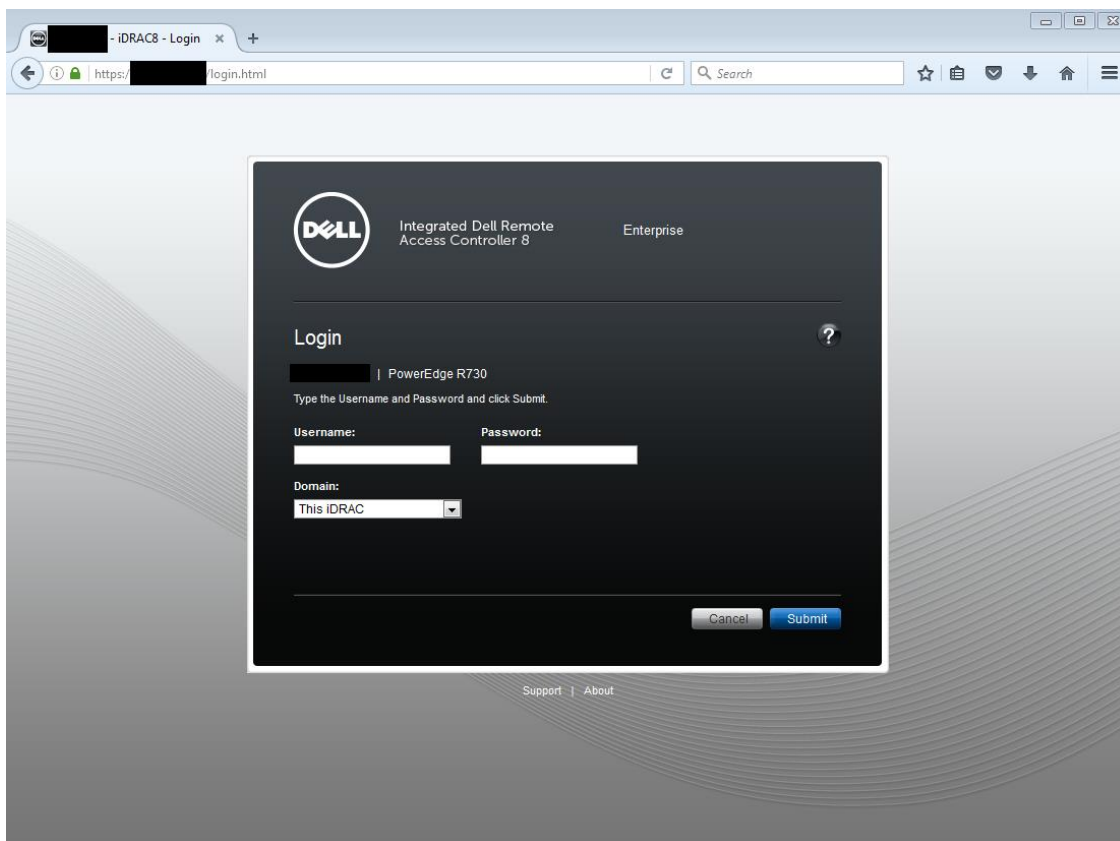 - iDRAC8 - Login
https:/ /login.html
Search
DELL
Integrated Dell Remote Enterprise
Access Controller 8
Login
?
| PowerEdge R730
Type the Username and Password and click Submit.
Username: Password:
Domain:
This iDRAC
Cancel Submit
Support | About